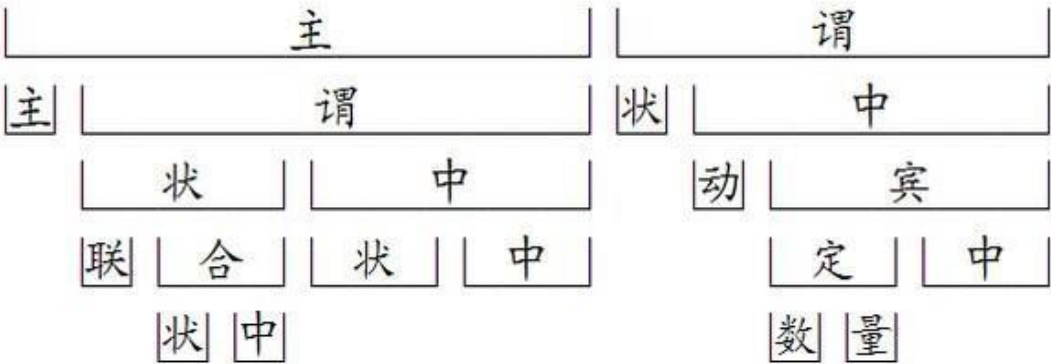 主 谓
主 谓 状 中
状 中 动 宾
联 合 状 中 定 中
状 中 数 量